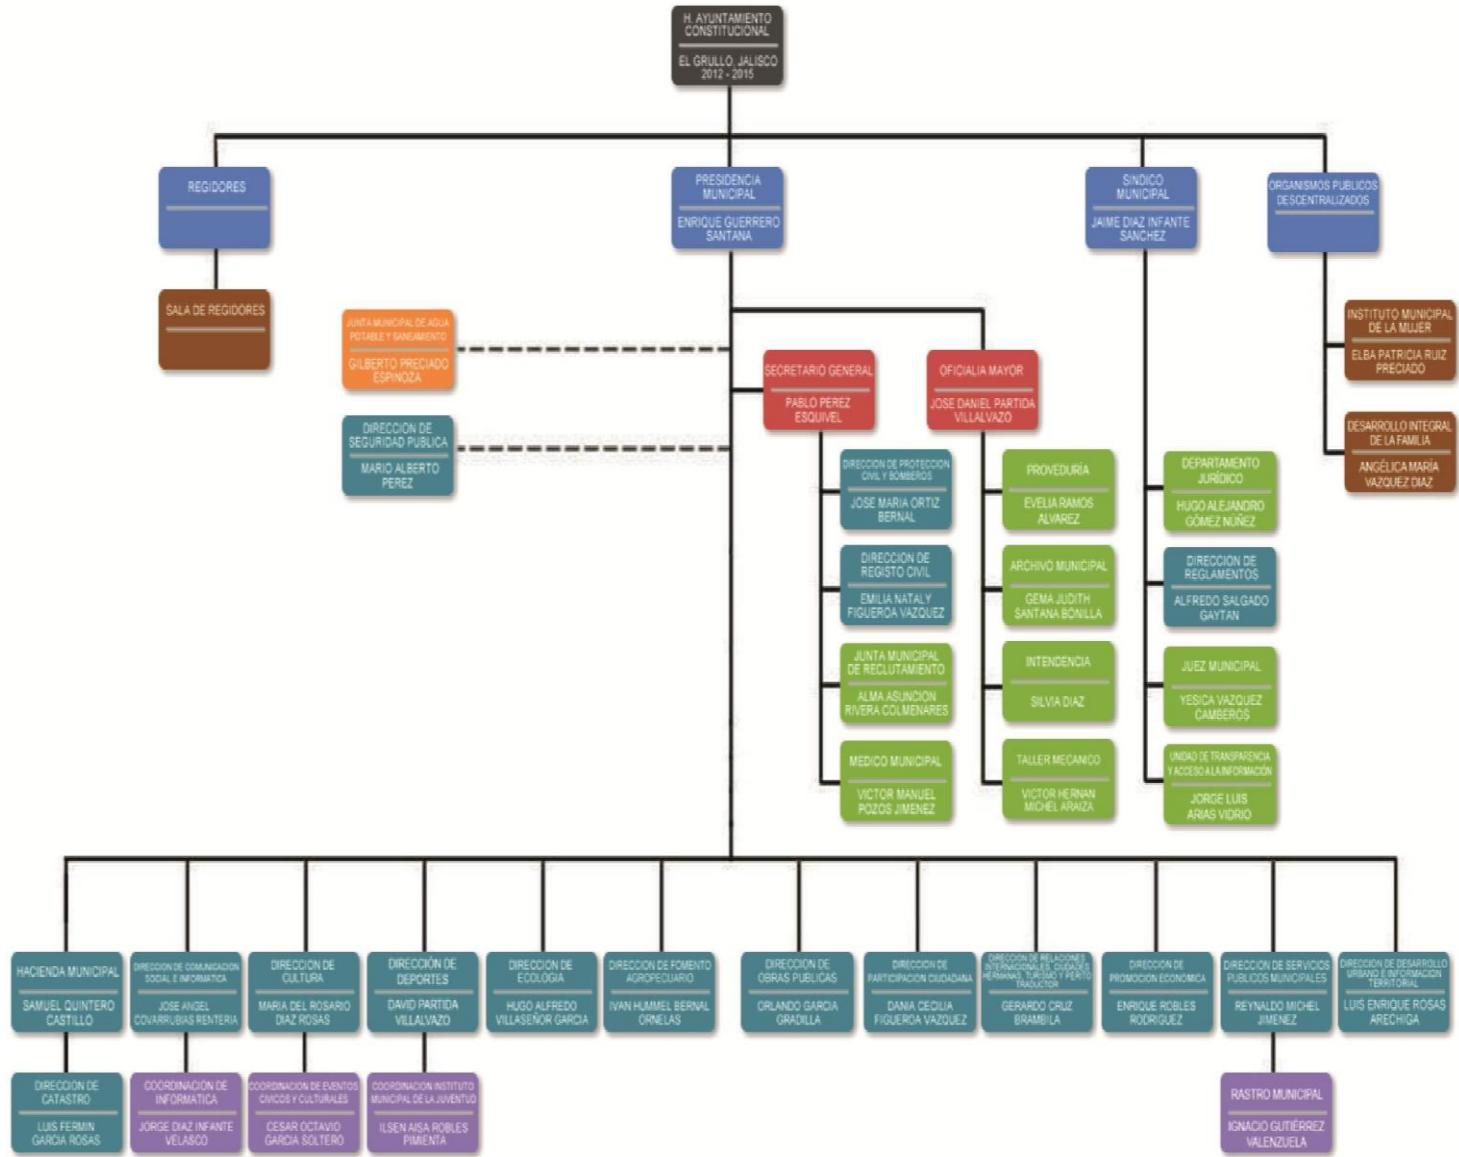 H. AYUNTAMIENTO
CONSTITUCIONAL
EL GRULLO, JALISCO
2012 - 2015
REGIDORES
PRESIDENCIA
MUNICIPAL
ENRIQUE GUERRERO
SANTANA
SINDICO
MUNICIPAL
JAIME DIAZ INFANTE
SANCHEZ
ORGANISMOS PUBLICOS
DESCENTRALIZADOS
SALA DE REGIDORES
JUNTA MUNICIPAL DE AGUA
POTABLE Y SANEAMIENTO
GILBERTO PRECIADO
ESPINOZA
DIRECCION DE
SEGURIDAD PUBLICA
MARIO ALBERTO
PEREZ
SECRETARIO GENERAL
PABLO PEREZ
ESQUIVEL
OFICIALIA MAYOR
JOSE DANIEL PARTIDA
VILLALVAZO
INSTITUTO MUNICIPAL
DE LA MUJER
ELBA PATRICIA RUIZ
PRECIADO
DESARROLLO INTEGRAL
DE LA FAMILIA
ANGÉLICA MARÍA
VAZQUEZ DIAZ
DIRECCION DE PROTECCION
CIVIL Y BOMBEROS
JOSE MARIA ORTIZ
BERNAL
DIRECCION DE
REGISTO CIVIL
EMILIA NATALY
FIGUEROA VAZQUEZ
JUNTA MUNICIPAL
DE RECLUTAMIENTO
ALMA ASUNCION
RIVERA COLMENARES
MEDICO MUNICIPAL
VICTOR MANUEL
POZOS JIMENEZ
PROVEDURÍA
EVELIA RAMOS
ALVAREZ
ARCHIVO MUNICIPAL
GEMA JUDITH
SANTANA BONILLA
INTENDENCIA
SILVIA DIAZ
TALLER MECANICO
VICTOR HERNAN
MICHEL ARAIZA
DEPARTAMENTO
JURÍDICO
HUGO ALEJANDRO
GÓMEZ NUÑEZ
DIRECCION DE
REGLAMENTOS
ALFREDO SALGADO
GAYTAN
JUEZ MUNICIPAL
YESICA VAZQUEZ
CAMBEROS
UNIDAD DE TRANSPARENCIA
Y ACCESO A LA INFORMACIÓN
JORGE LUIS
ARIAS VIDRIO
HACIENDA MUNICIPAL
SAMUEL QUINTERO
CASTILLO
DIRECCION DE COMUNICACION
SOCIAL E INFORMATICA
JOSE ANGEL
COVARRUBIAS RENTERIA
DIRECCION DE
CULTURA
MARIA DEL ROSARIO
DIAZ ROSAS
DIRECCIÓN DE
DEPORTES
DAVID PARTIDA
VILLALVAZO
DIRECCION DE
ECOLOGIA
HUGO ALFREDO
VILLASEÑOR GARCIA
DIRECCION DE FOMENTO
AGROPECUARIO
IVAN HUMMEL BERNAL
ORNELAS
DIRECCION DE
OBRAS PUBLICAS
ORLANDO GARCIA
GRADILLA
DIRECCION DE
PARTICIPACION CIUDADANA
DANIA CECILIA
FIGUEROA VAZQUEZ
DIRECCION DE RELACIONES
INTERNACIONALES, CIUDADES
HERMANAS, TURISMO Y PERITO
TRADUCTOR
GERARDO CRUZ
BRAMBILA
DIRECCION DE
PROMOCION ECONOMICA
ENRIQUE ROBLES
RODRIGUEZ
DIRECCION DE SERVICIOS
PUBLICOS MUNICIPALES
REYNALDO MICHEL
JIMENEZ
DIRECCION DE DESARROLLO
URBANO E INFORMACION
TERRITORIAL
LUIS ENRIQUE ROSAS
ARECHIGA
DIRECCION DE
CATASTRO
LUIS FERMIN
GARCIA ROSAS
COORDINACION DE
INFORMATICA
JORGE DIAZ INFANTE
VELASCO
COORDINACION DE EVENTOS
CIVICOS Y CULTURALES
CESAR OCTAVIO
GARCIA SOLTERO
COORDINACION INSTITUTO
MUNICIPAL DE LA JUVENTUD
ILSEN AISA ROBLES
PIMIENTA
RASTRO MUNICIPAL
IGNACIO GUTIÉRREZ
VALENZUELA